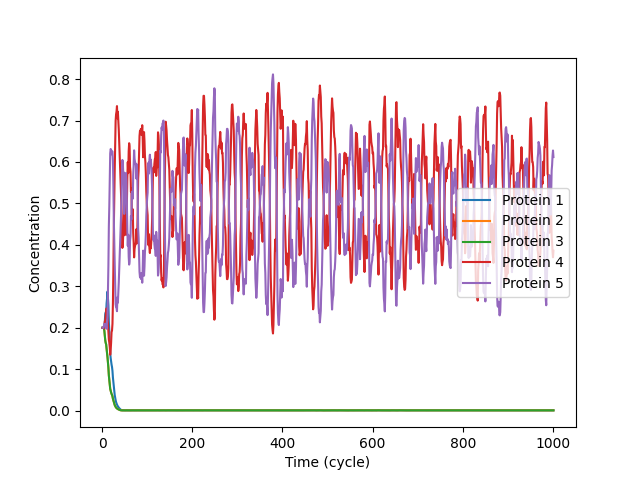 0.8
0.7
0.6
0.5
0.4
0.3
0.2
0.1
0.0
Concentration
Protein 1
Protein 2
Protein 3
Protein 4
Protein 5
0 200 400 600 800 1000
Time (cycle)